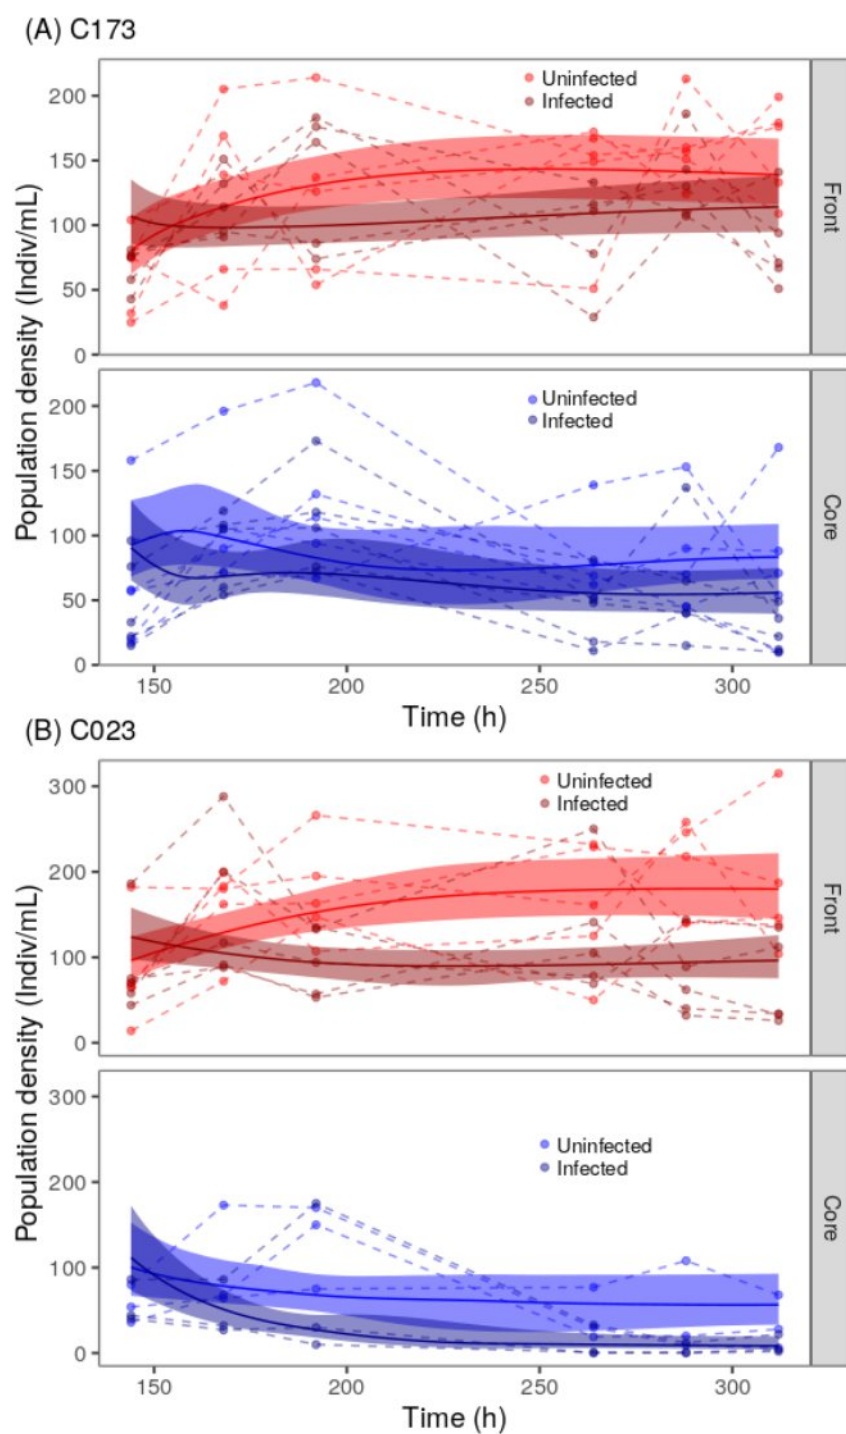 (A) C173
Population density (Indiv/mL)
200
150
100
50
0
Uninfected
Infected
Front
200
150
100
50
0
Uninfected
Infected
Core
150 200 250 300
Time (h)
(B) C023
Population density (Indiv/mL)
300
200
100
0
Uninfected
Infected
Front
300
200
100
0
Uninfected
Infected
Core
150 200 250 300
Time (h)